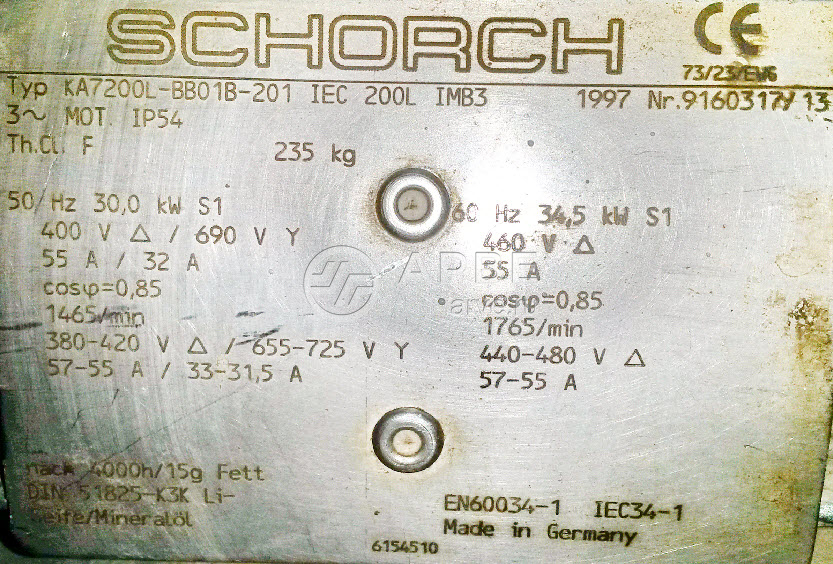 SCHORCH
CE
73/23/EWG
Typ KA7200L-BB01B-201 IEC 200L IMB3 1997 Nr.9160317/13
3~ MOT. IP54
Th.Cl. F 235 kg
50 Hz 30,0 kW S1
400 V Δ / 690 V Y
55 A / 32 A
cosφ=0,85
1465/min
380-420 V Δ / 655-725 V Y
57-55 A / 33-31,5 A
60 Hz 34,5 kW S1
460 V Δ
55 A
cosφ=0,85
1765/min
440-480 V Δ
57-55 A
АРВЕ
nach 4000h/15g Fett
DIN 51825-K3K Li-
Seife/Mineralöl
EN60034-1 IEC34-1
Made in Germany
6154510